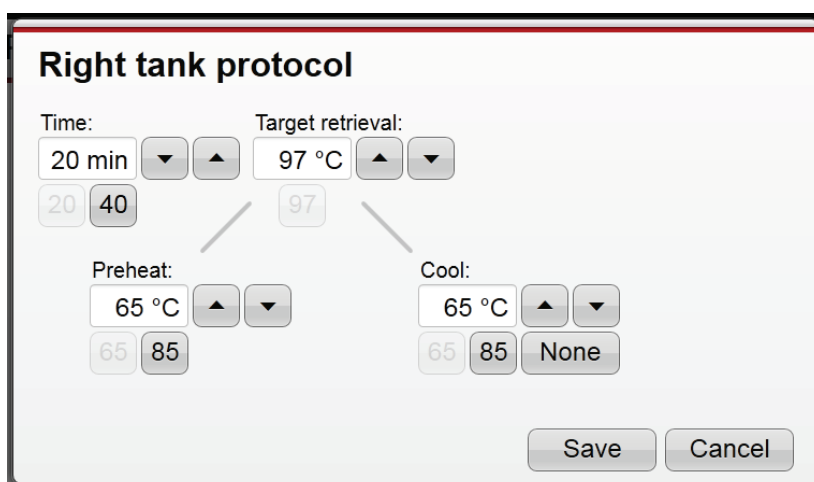 Right tank protocol
Time: Target retrieval:
20 min 97 °C
20 40 97
Preheat: Cool:
65 °C 65 °C
65 85 65 85 None
Save Cancel